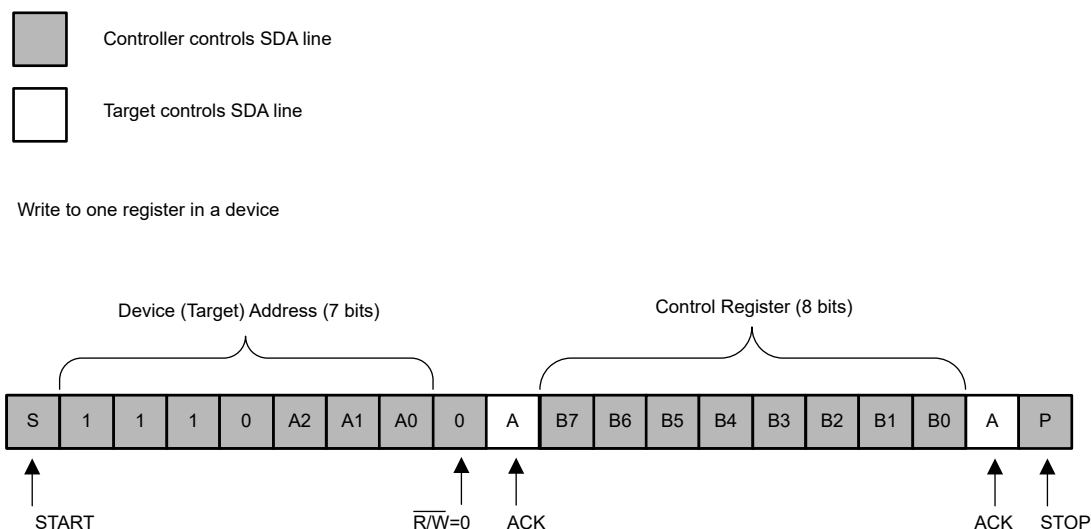 Controller controls SDA line
Target controls SDA line
Write to one register in a device
Device (Target) Address (7 bits)
Control Register (8 bits)
S 1 1 1 0 A2 A1 A0 0 A B7 B6 B5 B4 B3 B2 B1 B0 A P
START R/W=0 ACK ACK STOP